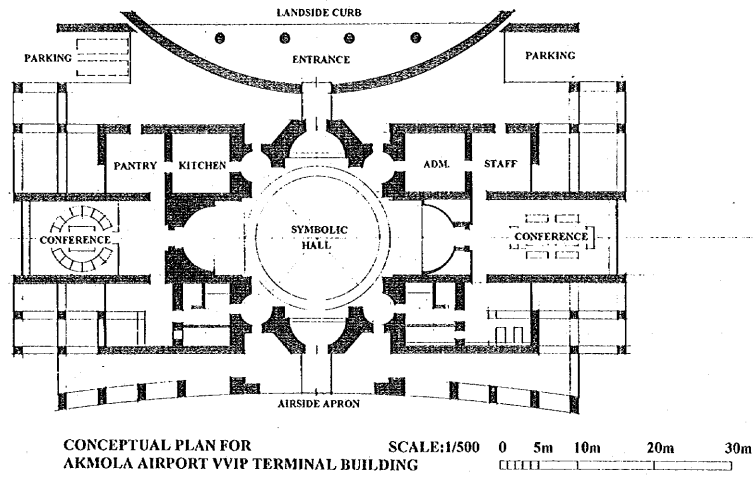 LANDSIDE CURB
PARKING
ENTRANCE
PARKING
PANTRY
KITCHEN
ADM.
STAFF
CONFERENCE
SYMBOLIC
HALL
CONFERENCE
AIRSIDE APRON
CONCEPTUAL PLAN FOR
AKMOLA AIRPORT VVIP TERMINAL BUILDING
SCALE:1/500
0 5m 10m 20m 30m